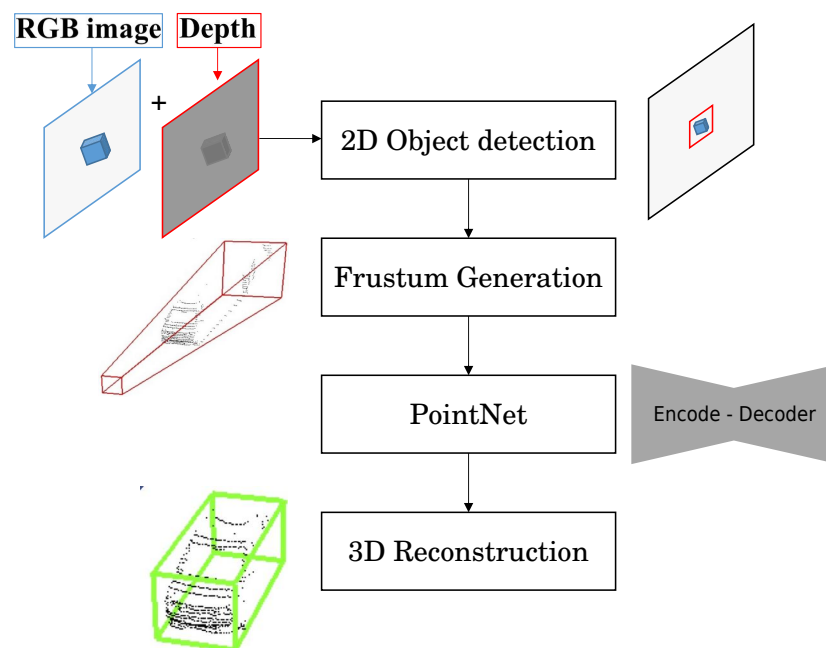 RGB image
Depth
+
2D Object detection
Frustum Generation
PointNet
Encode - Decoder
3D Reconstruction